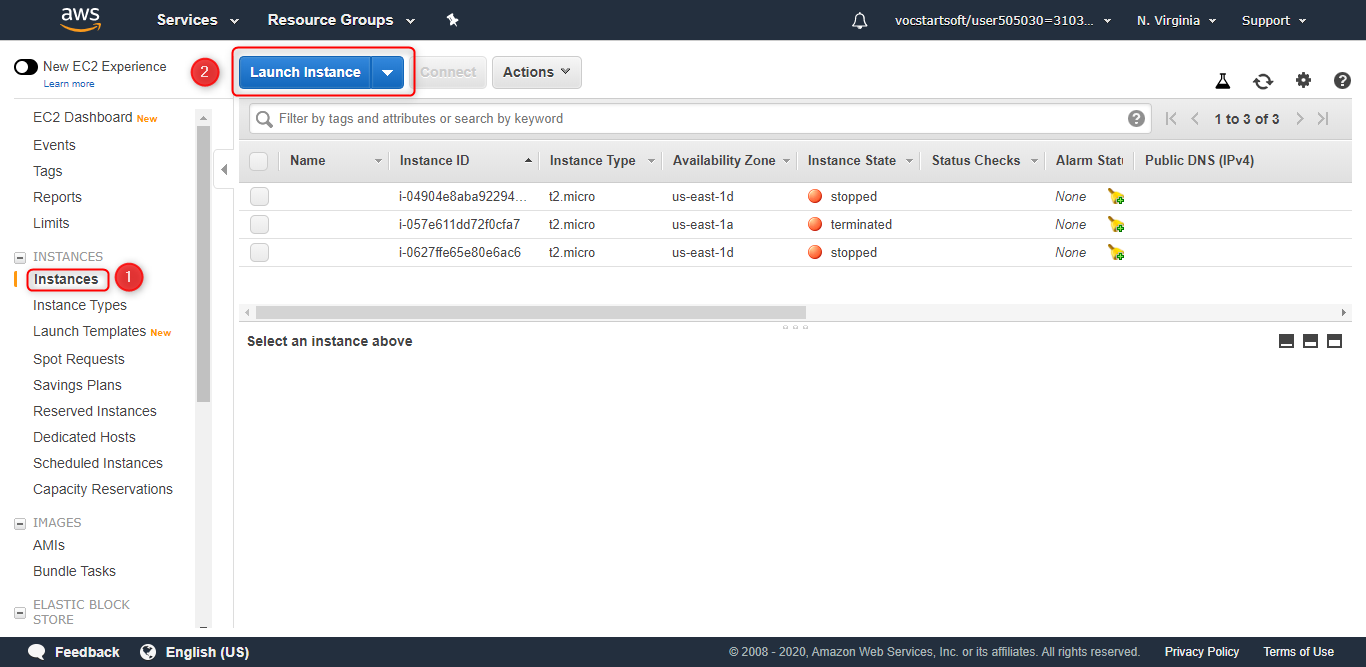 aws Services Resource Groups vocstartsoft/user505030=3103... N. Virginia Support
New EC2 Experience
Learn more
2 Launch Instance Connect Actions
EC2 Dashboard New
Events
Tags
Reports
Limits
INSTANCES
Instances 1
Instance Types
Launch Templates New
Spot Requests
Savings Plans
Reserved Instances
Dedicated Hosts
Scheduled Instances
Capacity Reservations
IMAGES
AMIs
Bundle Tasks
ELASTIC BLOCK
STORE
Filter by tags and attributes or search by keyword 1 to 3 of 3
Name Instance ID Instance Type Availability Zone Instance State Status Checks Alarm Statu Public DNS (IPv4)
i-04904e8aba92294... t2.micro us-east-1d stopped None
i-057e611dd72f0cfa7 t2.micro us-east-1a terminated None
i-0627ffe65e80e6ac6 t2.micro us-east-1d stopped None
Select an instance above
Feedback English (US) © 2008 - 2020, Amazon Web Services, Inc. or its affiliates. All rights reserved. Privacy Policy Terms of Use